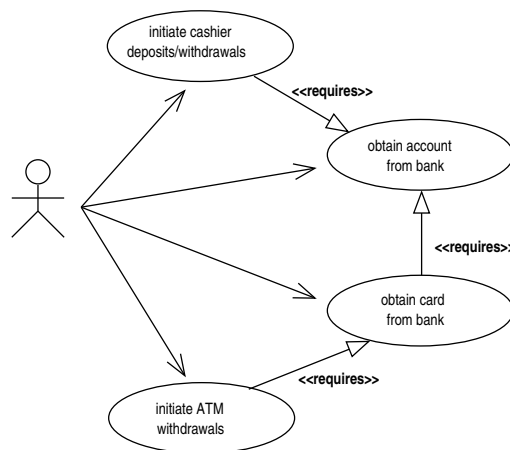 initiate cashier
deposits/withdrawals
<<requires>>
obtain account
from bank
<<requires>>
obtain card
from bank
<<requires>>
initiate ATM
withdrawals